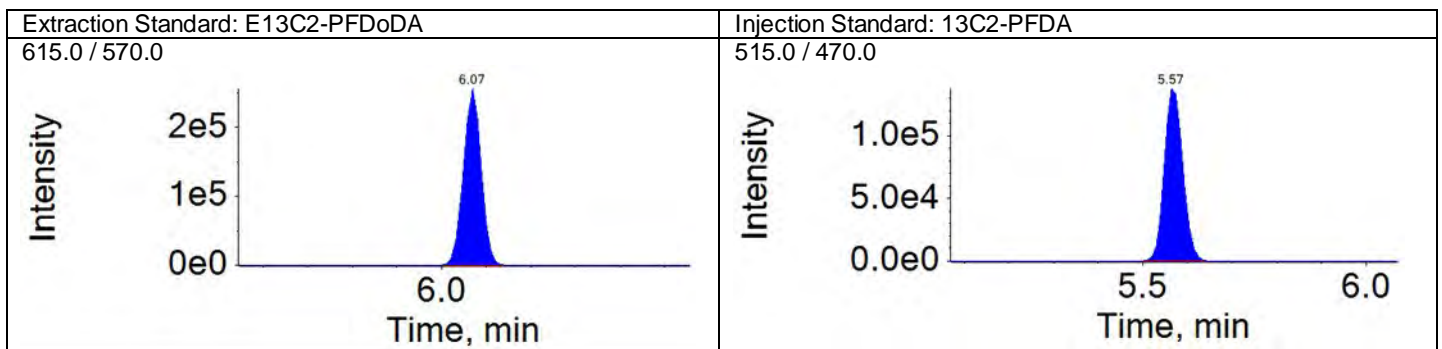 Extraction Standard: E13C2-PFDoDA
615.0 / 570.0
6.07
Intensity
2e5
1e5
0e0
6.0
Time, min
Injection Standard: 13C2-PFDA
515.0 / 470.0
5.57
Intensity
1.0e5
5.0e4
0.0e0
5.5 6.0
Time, min